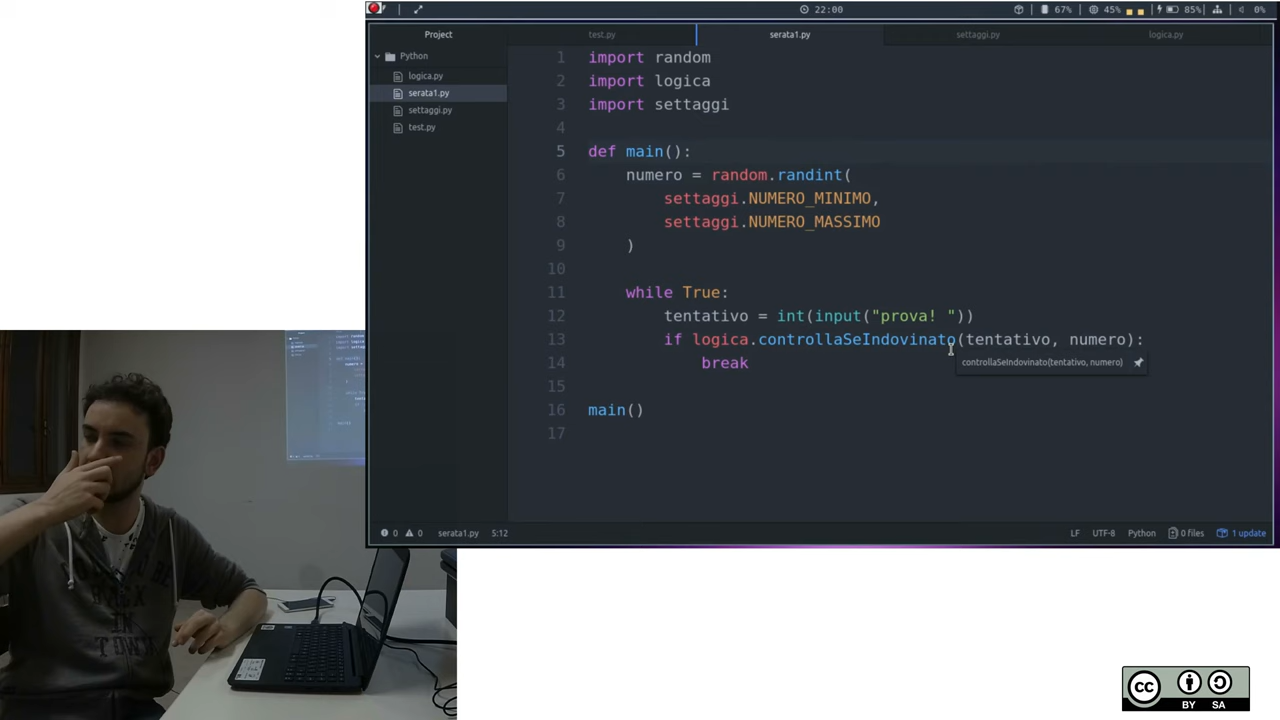 22:00
67%
45%
85%
0%
Project
test.py
serata1.py
settaggi.py
logica.py
Python
logica.py
serata1.py
settaggi.py
test.py
1 import random
2 import logica
3 import settaggi
4
5 def main():
6 numero = random.randint(
7 settaggi.NUMERO_MINIMO,
8 settaggi.NUMERO_MASSIMO
9 )
10
11 while True:
12 tentativo = int(input("prova! "))
13 if logica.controllaSeIndovinato(tentativo, numero):
controllaSeIndovinato(tentativo, numero)
14 break
15
16 main()
17
0 0 serata1.py 5:12
LF UTF-8 Python 0 files 1 update
BACK
IN
TOWN
cc
BY SA